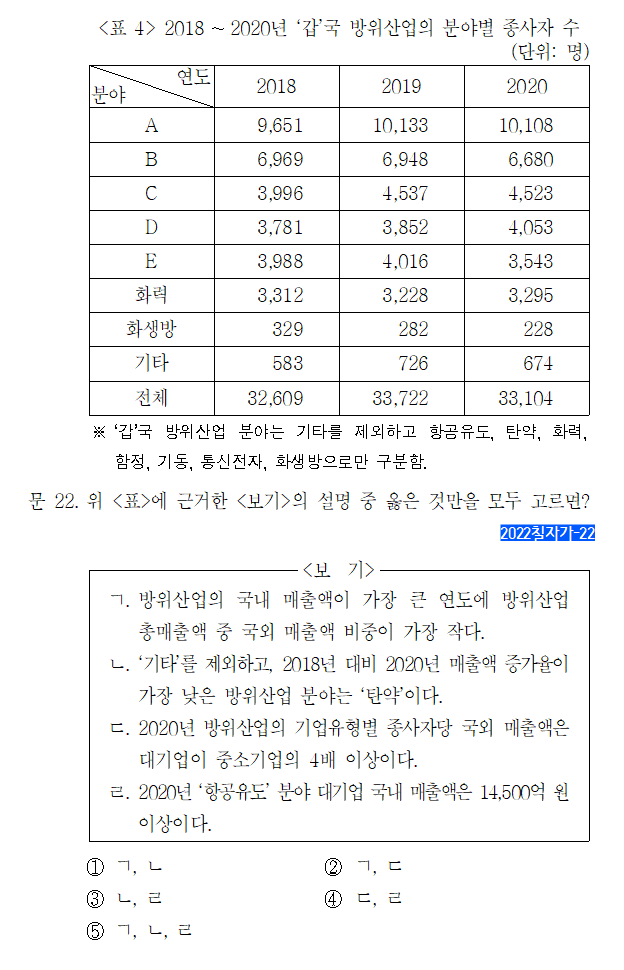 <표 4> 2018 ~ 2020년 ‘갑’국 방위산업의 분야별 종사자 수
(단위: 명)
연도
분야
2018 2019 2020
A 9,651 10,133 10,108
B 6,969 6,948 6,680
C 3,996 4,537 4,523
D 3,781 3,852 4,053
E 3,988 4,016 3,543
화력 3,312 3,228 3,295
화생방 329 282 228
기타 583 726 674
전체 32,609 33,722 33,104
※ ‘갑’국 방위산업 분야는 기타를 제외하고 항공유도, 탄약, 화력,
함정, 기동, 통신전자, 화생방으로만 구분함.
문 22. 위 <표>에 근거한 <보기>의 설명 중 옳은 것만을 모두 고르면?
2022칠자가-22
<보 기>
ㄱ. 방위산업의 국내 매출액이 가장 큰 연도에 방위산업
총매출액 중 국외 매출액 비중이 가장 작다.
ㄴ. ‘기타’를 제외하고, 2018년 대비 2020년 매출액 증가율이
가장 낮은 방위산업 분야는 ‘탄약’이다.
ㄷ. 2020년 방위산업의 기업유형별 종사자당 국외 매출액은
대기업이 중소기업의 4배 이상이다.
ㄹ. 2020년 ‘항공유도’ 분야 대기업 국내 매출액은 14,500억 원
이상이다.
① ㄱ, ㄴ ② ㄱ, ㄷ
③ ㄴ, ㄹ ④ ㄷ, ㄹ
⑤ ㄱ, ㄴ, ㄹ